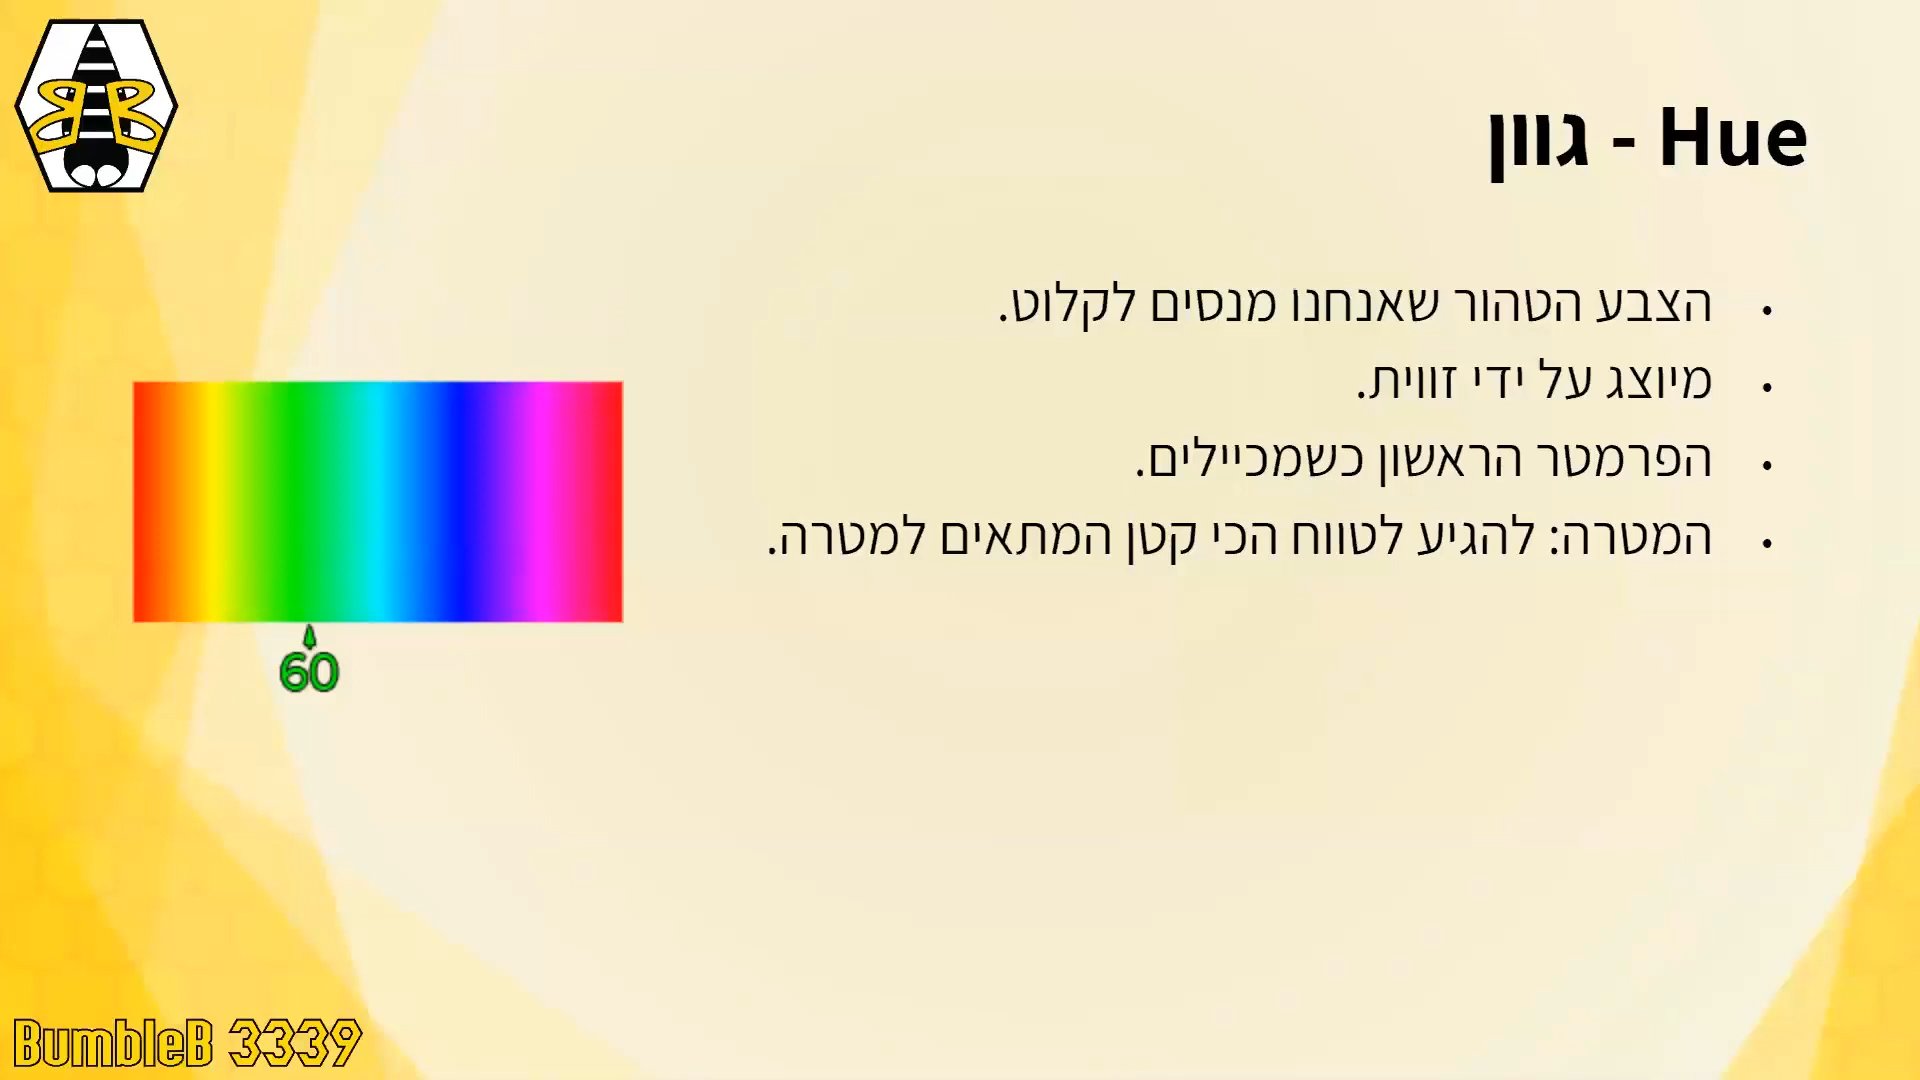 Hue - גוון
הצבע הטהור שאנחנו מנסים לקלוט.
מיוצג על ידי זווית.
הפרמטר הראשון כשמכיילים.
המטרה: להגיע לטווח הכי קטן המתאים למטרה.
60
BumbleB 3339